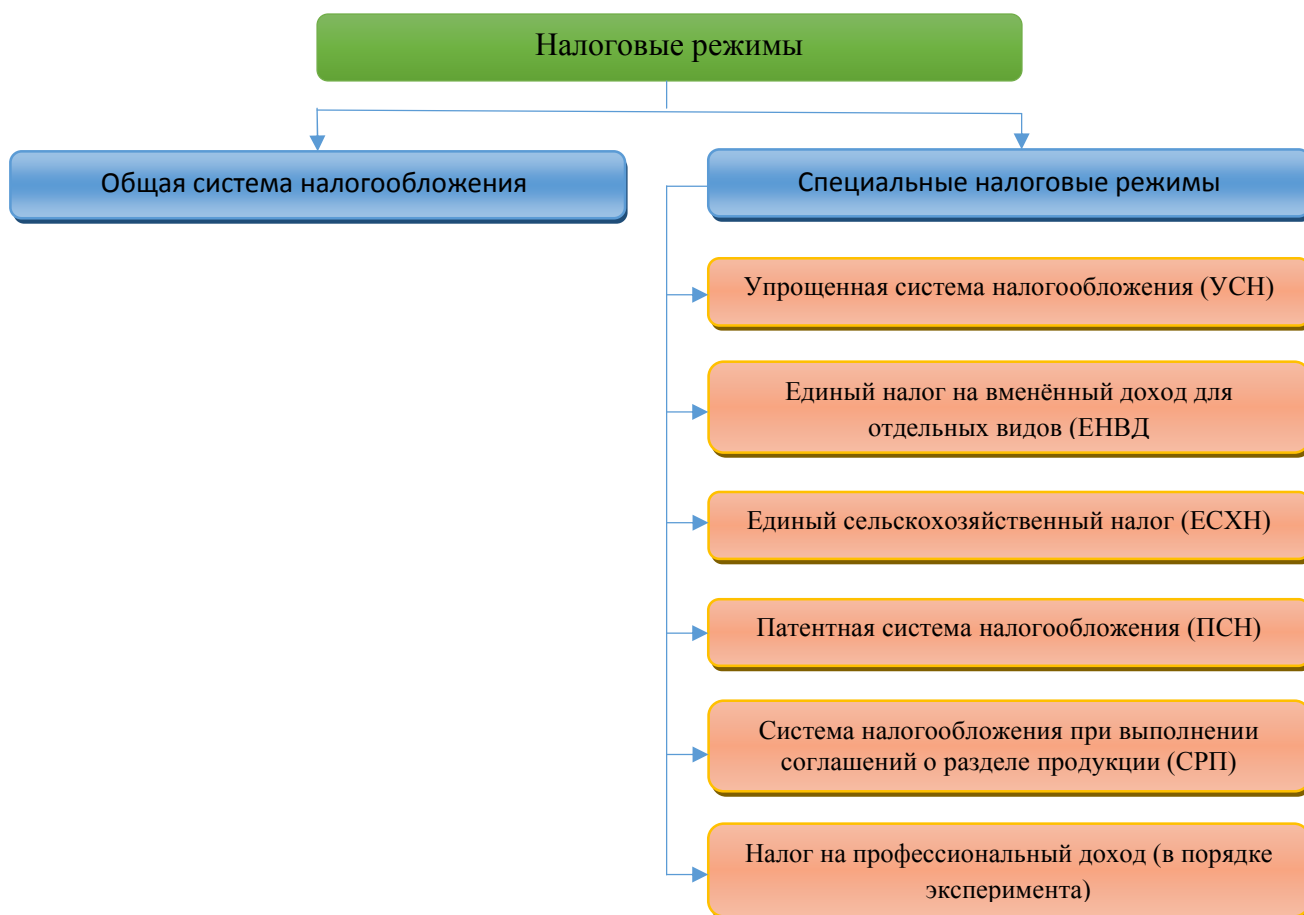 Налоговые режимы
Общая система налогообложения
Специальные налоговые режимы
Упрощенная система налогообложения (УСН)
Единый налог на вменённый доход для
отдельных видов (ЕНВД
Единый сельскохозяйственный налог (ЕСХН)
Патентная система налогообложения (ПСН)
Система налогообложения при выполнении
соглашений о разделе продукции (СРП)
Налог на профессиональный доход (в порядке
эксперимента)